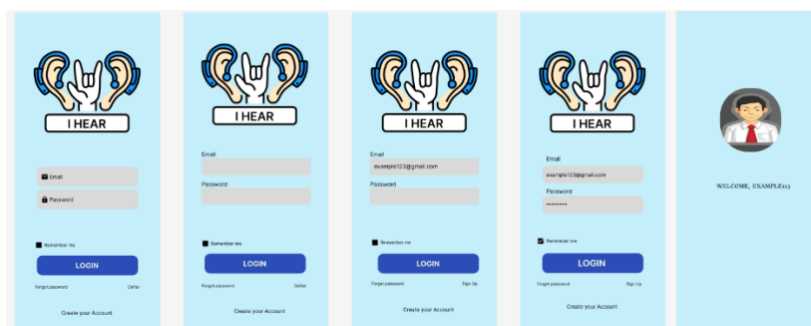 I HEAR
Email
Password
Remember me
LOGIN
Forgot password Daftar
Create your Account
I HEAR
Email
Password
Remember me
LOGIN
Forgot password Daftar
Create your Account
I HEAR
Email
example123@gmail.com
Password
Remember me
LOGIN
Forgot password Sign Up
Create your Account
I HEAR
Email
example123@gmail.com
Password
Remember me
LOGIN
Forgot password Sign Up
Create your Account
WELCOME, EXAMPLE123